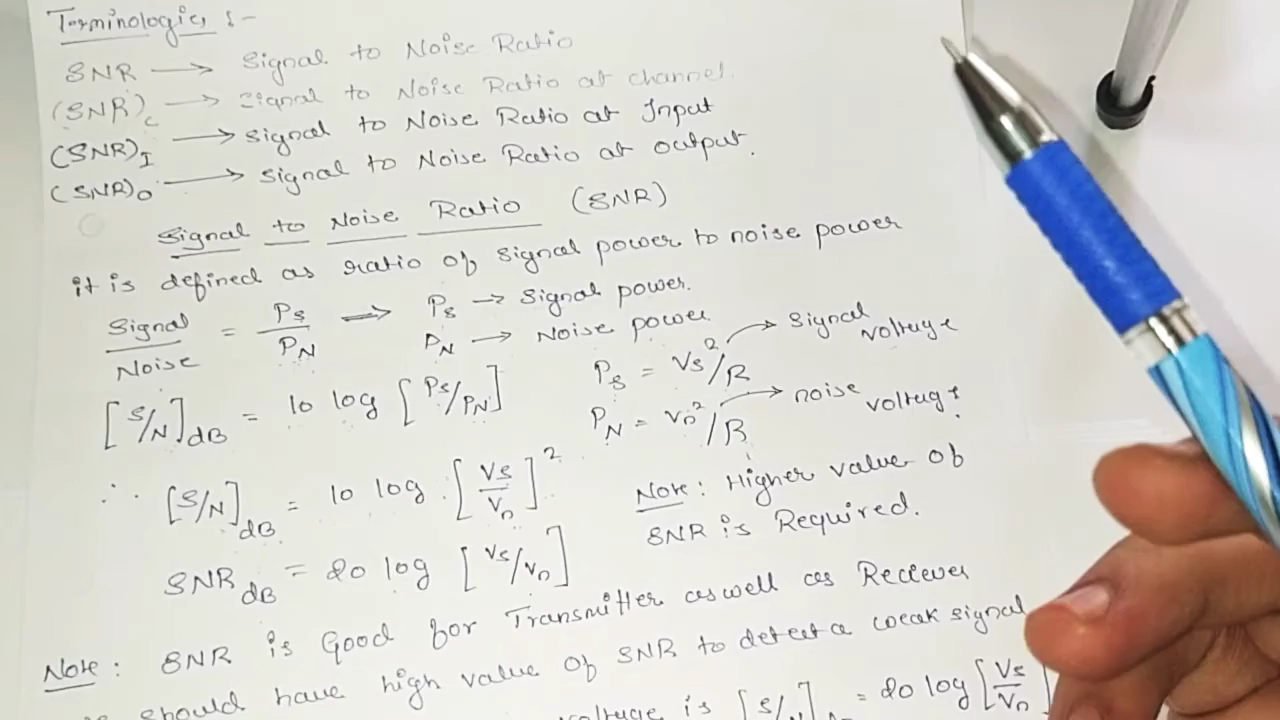 Terminologies :-
SNR → Signal to Noise Ratio
(SNR)c → Signal to Noise Ratio at channel.
(SNR)I → Signal to Noise Ratio at Input
(SNR)o → Signal to Noise Ratio at output.
Signal to Noise Ratio (SNR)
it is defined as ratio of signal power to noise power
Signal/Noise = Ps/PN ⟹ Ps → Signal power.
PN → Noise power
Ps = Vs²/R → Signal voltage
[S/N]dB = 10 log [Ps/PN]
PN = Vn²/R → noise voltage
∴ [S/N]dB = 10 log [Vs/Vn]²
Note: Higher value of
SNR is Required.
SNR dB = 20 log [Vs/Vn]
Note: SNR is Good for Transmitter aswell as Reciever
should have high value of SNR to detect a weak signal
voltage is [S/N] = 20 log [Vs/Vn]